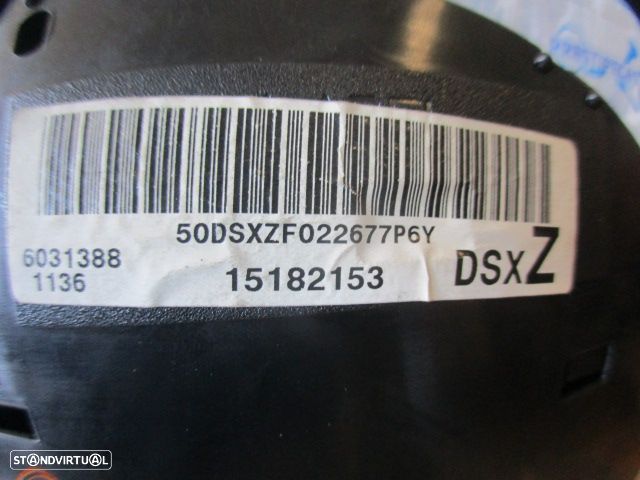 50DSXZF022677P6Y
6031388
1136
15182153
DSXZ
STANDVIRTUAL